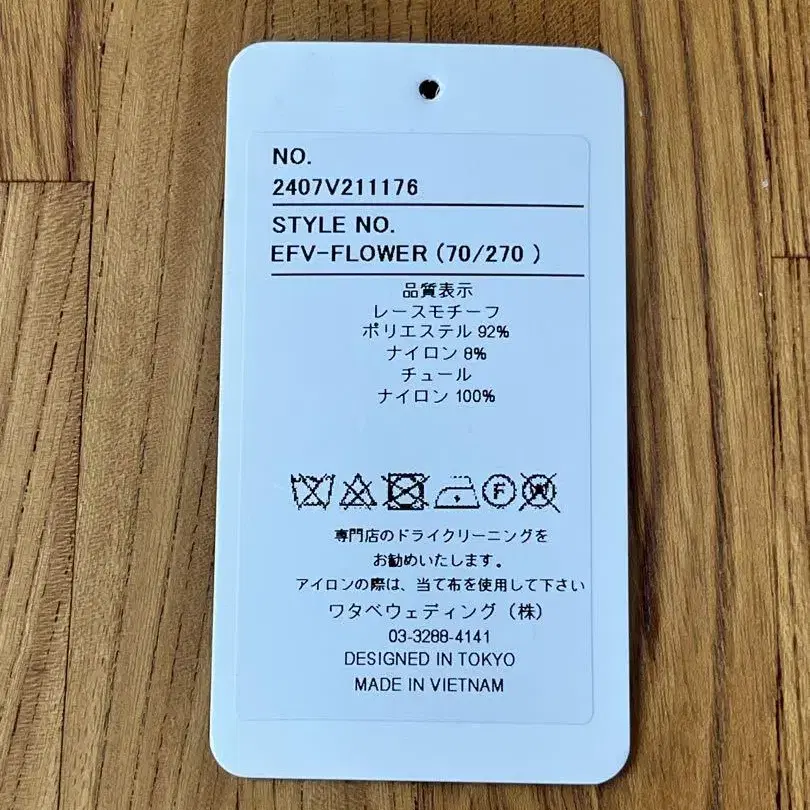 NO.
2407V211176
STYLE NO.
EFV-FLOWER (70/270 )
品質表示
レースモチーフ
ポリエステル 92%
ナイロン 8%
チュール
ナイロン 100%
F W
専門店のドライクリーニングを
お勧めいたします。
アイロンの際は、当て布を使用して下さい
ワタベウェディング（株）
03-3288-4141
DESIGNED IN TOKYO
MADE IN VIETNAM